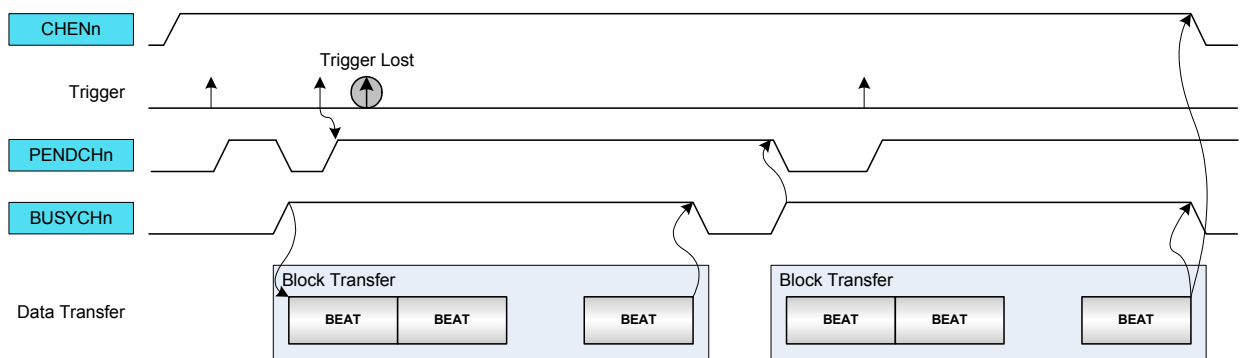 CHENn
Trigger Lost
Trigger
PENDCHn
BUSYCHn
Block Transfer
Block Transfer
Data Transfer
BEAT
BEAT
BEAT
BEAT
BEAT
BEAT